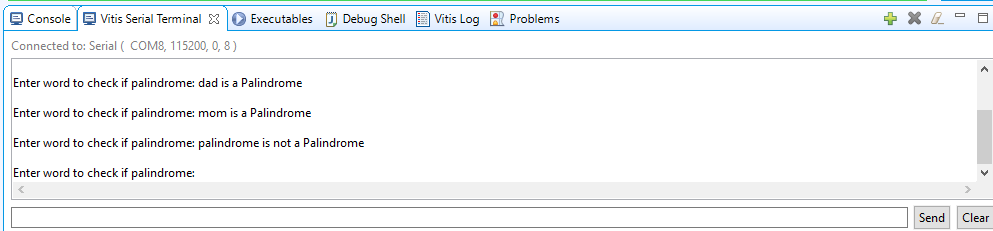 Console Vitis Serial Terminal Executables Debug Shell Vitis Log Problems
Connected to: Serial ( COM8, 115200, 0, 8 )
Enter word to check if palindrome: dad is a Palindrome
Enter word to check if palindrome: mom is a Palindrome
Enter word to check if palindrome: palindrome is not a Palindrome
Enter word to check if palindrome:
Send Clear